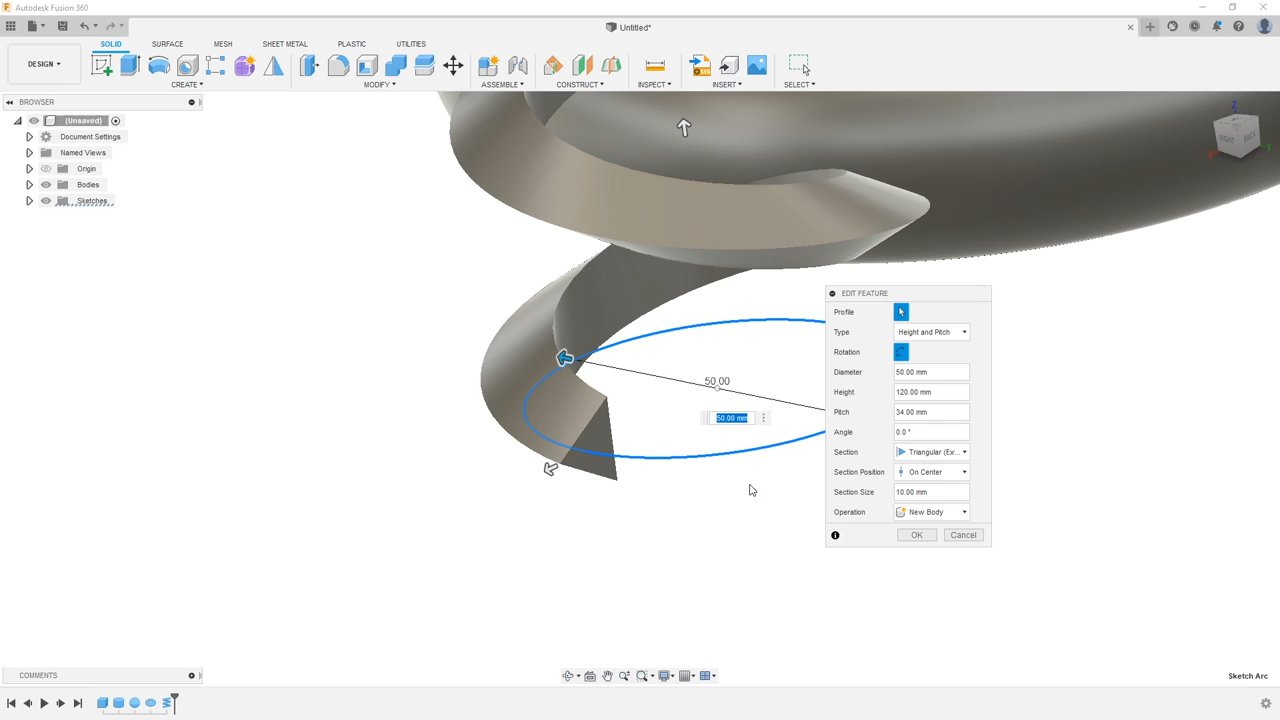 Autodesk Fusion 360
Untitled*
DESIGN
SOLID SURFACE MESH SHEET METAL PLASTIC UTILITIES
CREATE MODIFY ASSEMBLE CONSTRUCT INSPECT INSERT SELECT
BROWSER
(Unsaved)
Document Settings
Named Views
Origin
Bodies
Sketches
Z
RIGHT BACK
X
Y
50.00
50.00 mm
EDIT FEATURE
Profile
Type Height and Pitch
Rotation
Diameter 50.00 mm
Height 120.00 mm
Pitch 34.00 mm
Angle 0.0 °
Section Triangular (Ex...
Section Position On Center
Section Size 10.00 mm
Operation New Body
OK Cancel
COMMENTS
Sketch Arc